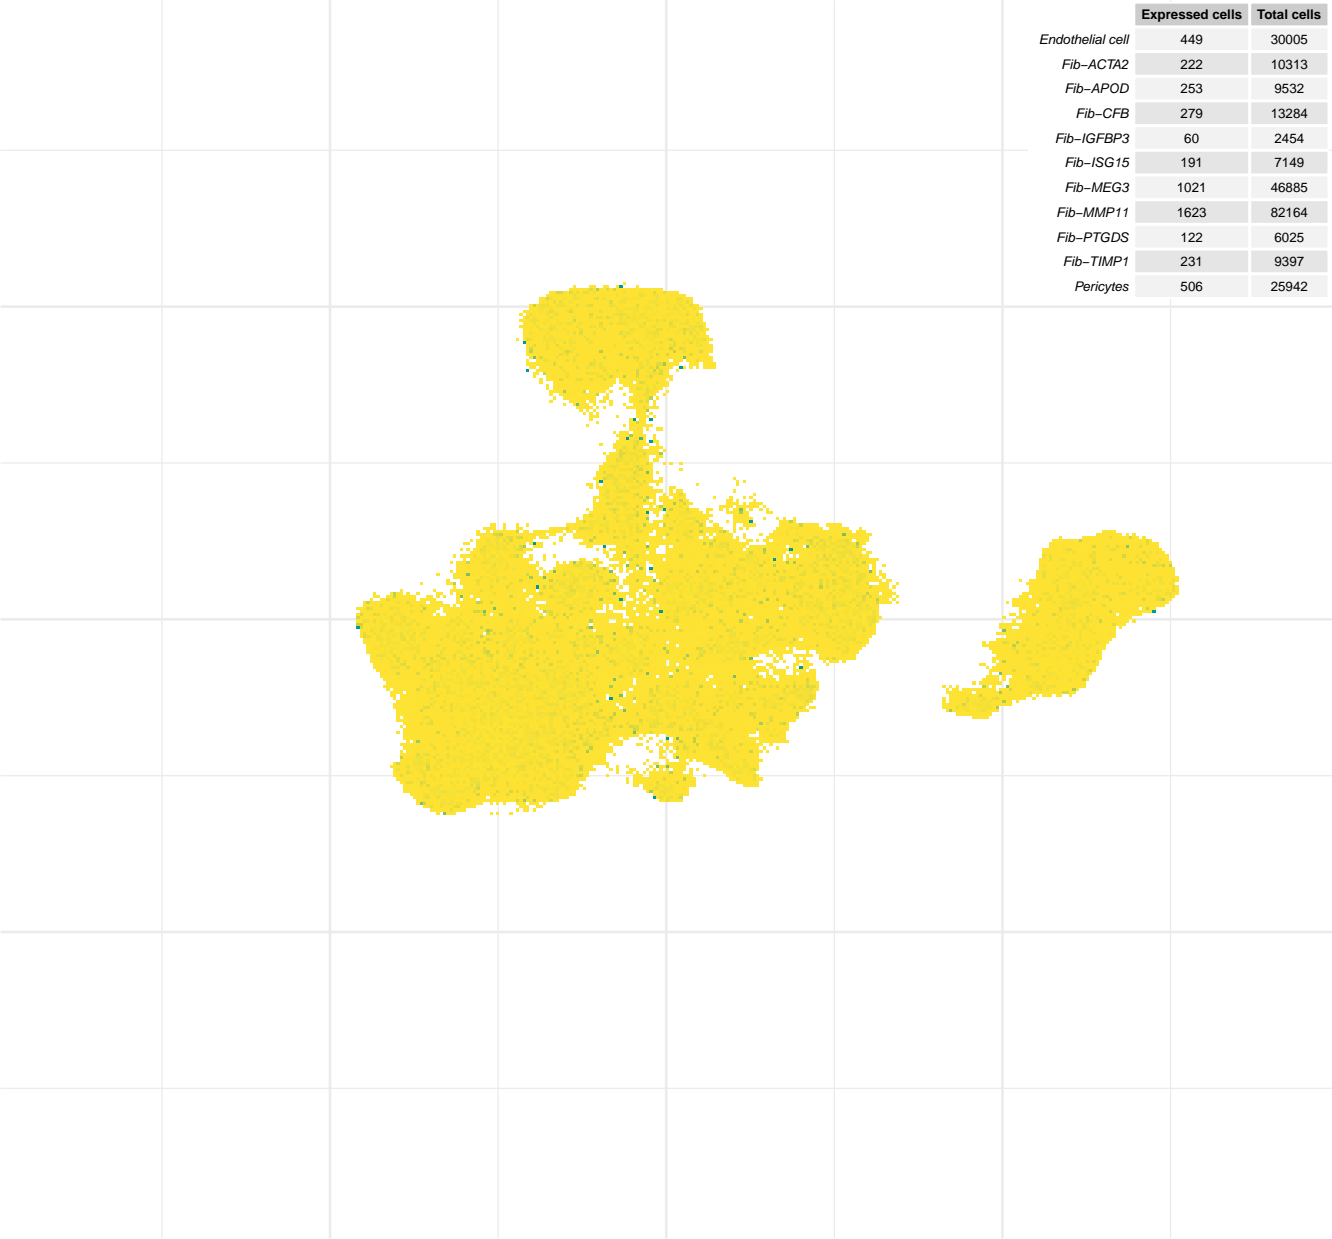 Expressed cells Total cells
Endothelial cell 449 30005
Fib−ACTA2 222 10313
Fib−APOD 253 9532
Fib−CFB 279 13284
Fib−IGFBP3 60 2454
Fib−ISG15 191 7149
Fib−MEG3 1021 46885
Fib−MMP11 1623 82164
Fib−PTGDS 122 6025
Fib−TIMP1 231 9397
Pericytes 506 25942